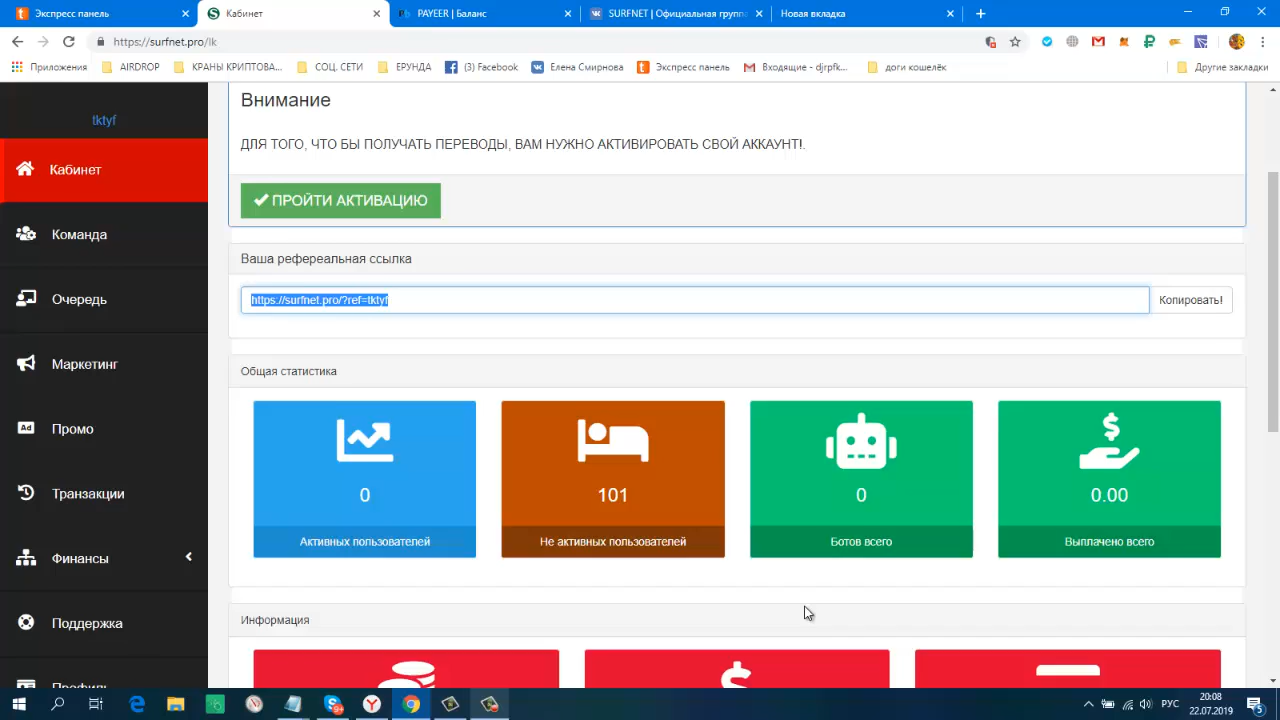 Экспресс панель
Кабинет
PAYEER | Баланс
SURFNET | Официальная групп
Новая вкладка
https://surfnet.pro/lk
Приложения
AIRDROP
КРАНЫ КРИПТОВА...
СОЦ. СЕТИ
ЕРУНДА
(3) Facebook
Елена Смирнова
Экспресс панель
Входящие - djrpfk...
доги кошелёк
Другие закладки
tktyf
Кабинет
Команда
Очередь
Маркетинг
Ad
Промо
Транзакции
Финансы
Поддержка
Профиль
Внимание
ДЛЯ ТОГО, ЧТО БЫ ПОЛУЧАТЬ ПЕРЕВОДЫ, ВАМ НУЖНО АКТИВИРОВАТЬ СВОЙ АККАУНТ!.
ПРОЙТИ АКТИВАЦИЮ
Ваша рефереальная ссылка
https://surfnet.pro/?ref=tktyf
Копировать!
Общая статистика
0
Активных пользователей
101
Не активных пользователей
0
Ботов всего
0.00
Выплачено всего
Информация
РУС
20:08
22.07.2019
5